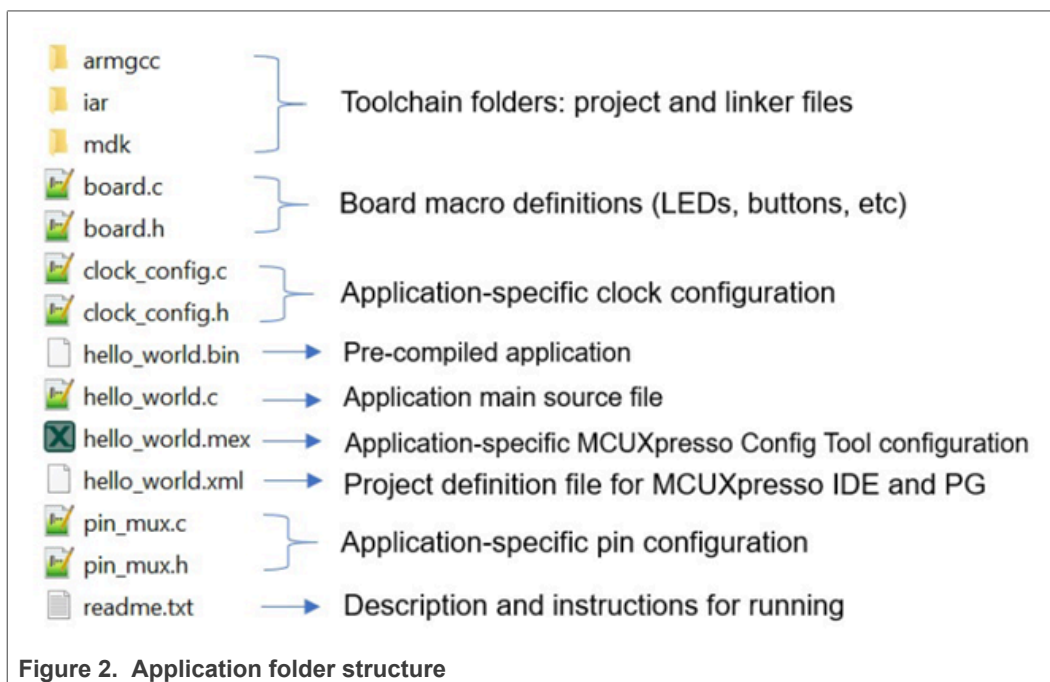 armgcc
iar
mdk
Toolchain folders: project and linker files
board.c
board.h
Board macro definitions (LEDs, buttons, etc)
clock_config.c
clock_config.h
Application-specific clock configuration
hello_world.bin Pre-compiled application
hello_world.c Application main source file
hello_world.mex Application-specific MCUXpresso Config Tool configuration
hello_world.xml Project definition file for MCUXpresso IDE and PG
pin_mux.c
pin_mux.h
Application-specific pin configuration
readme.txt Description and instructions for running
Figure 2. Application folder structure